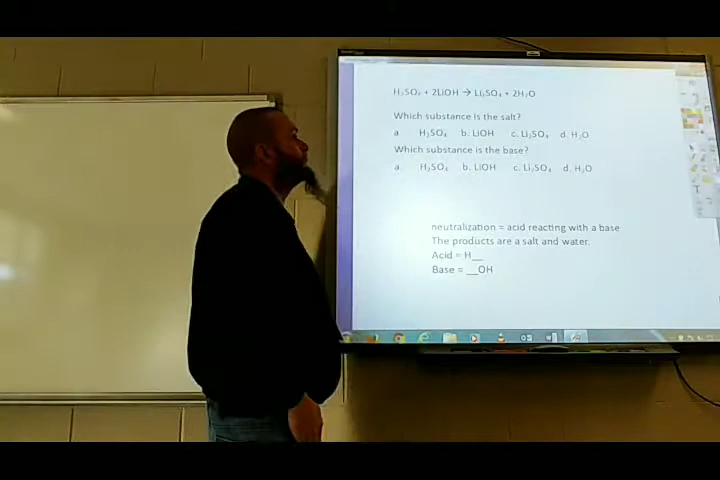 H₂SO₄ + 2LiOH → Li₂SO₄ + 2H₂O
Which substance is the salt?
a. H₂SO₄ b. LiOH c. Li₂SO₄ d. H₂O
Which substance is the base?
a. H₂SO₄ b. LiOH c. Li₂SO₄ d. H₂O
neutralization = acid reacting with a base
The products are a salt and water.
Acid = H__
Base = __OH